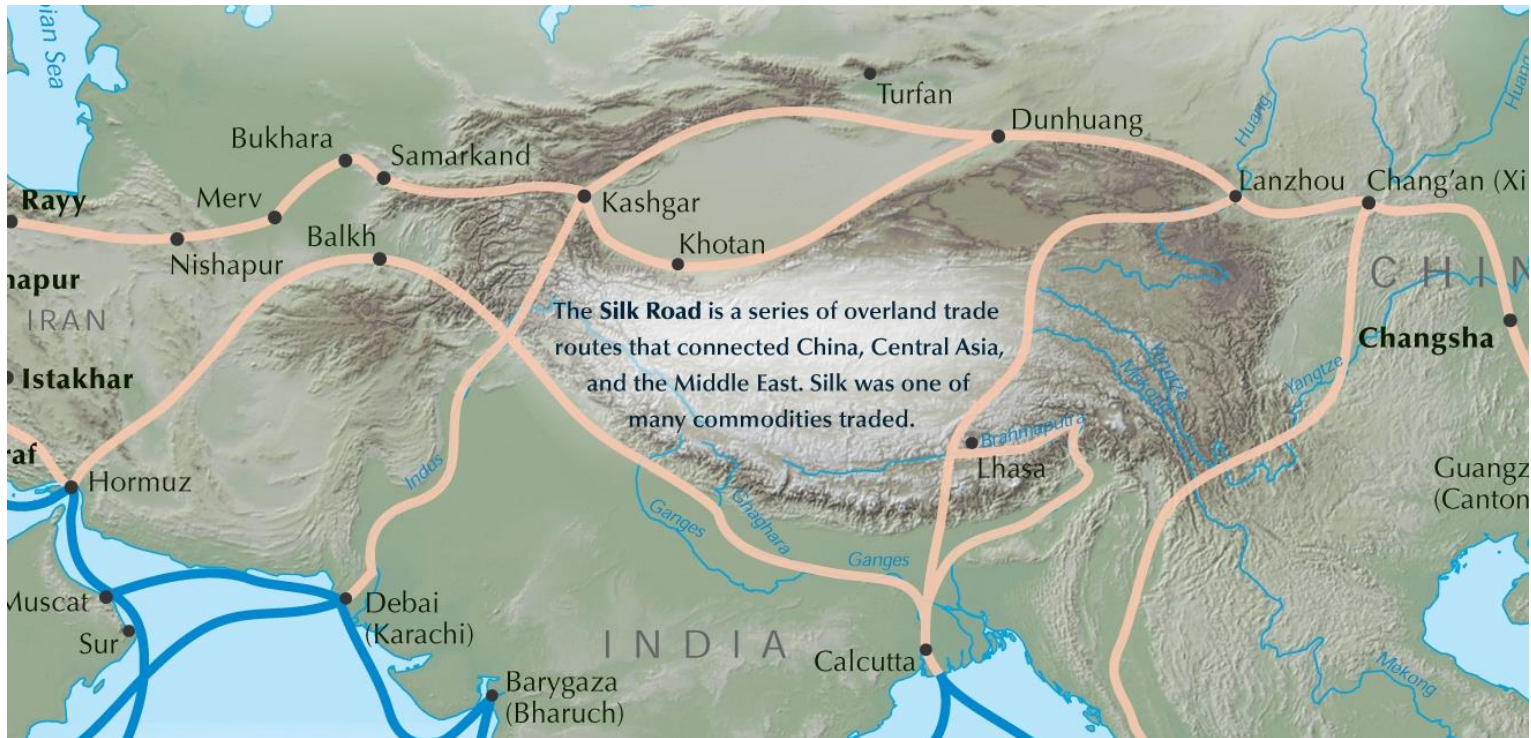 pian Sea
Turfan
Huang
Huang
Dunhuang
Bukhara
Samarkand
Rayy
Merv
Kashgar
Lanzhou
Chang'an (Xi
Balkh
Khotan
Nishapur
hapur
CHIN
IRAN
The Silk Road is a series of overland trade
routes that connected China, Central Asia,
and the Middle East. Silk was one of
many commodities traded.
Changsha
Istakhar
Yangtze
Mekong
Yangtze
raf
Brahmaputra
Lhasa
Hormuz
Indus
Guangz
(Canton
Ganges
Ghaghara
Ganges
Muscat
Debai
(Karachi)
Sur
INDIA
Calcutta
Mekong
Barygaza
(Bharuch)